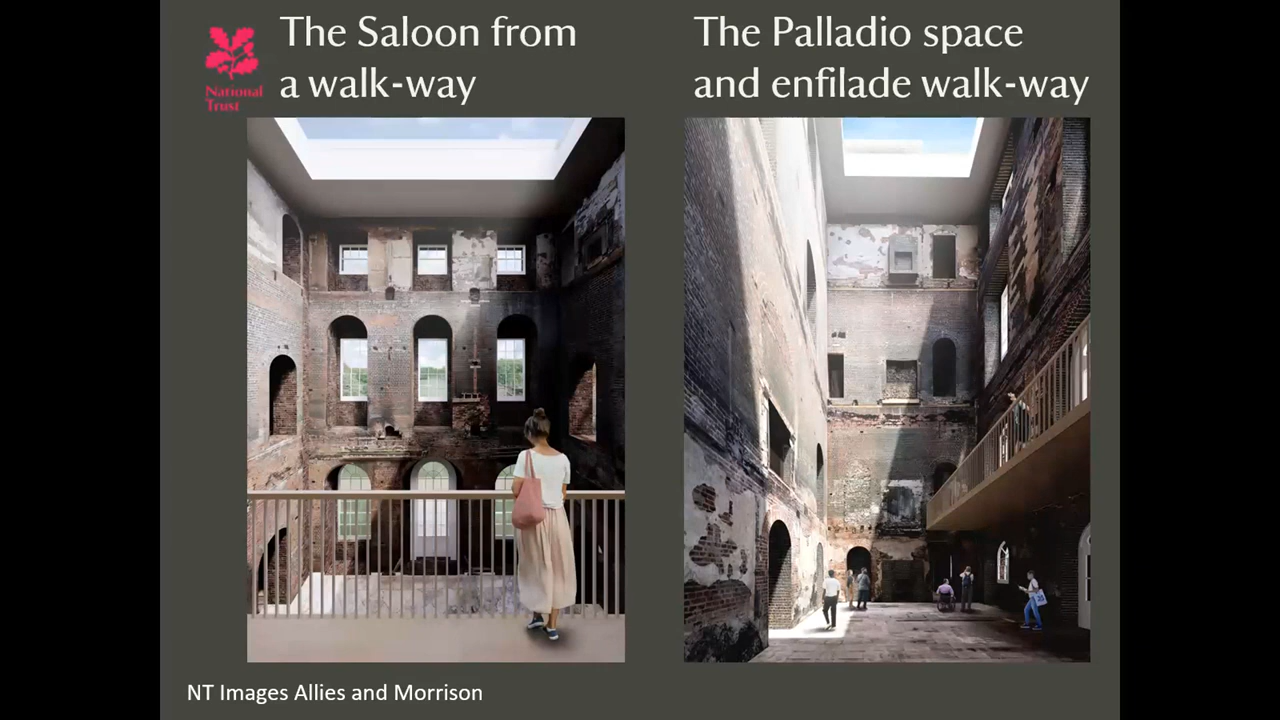 The Saloon from
a walk-way
The Palladio space
and enfilade walk-way
National
Trust
NT Images Allies and Morrison